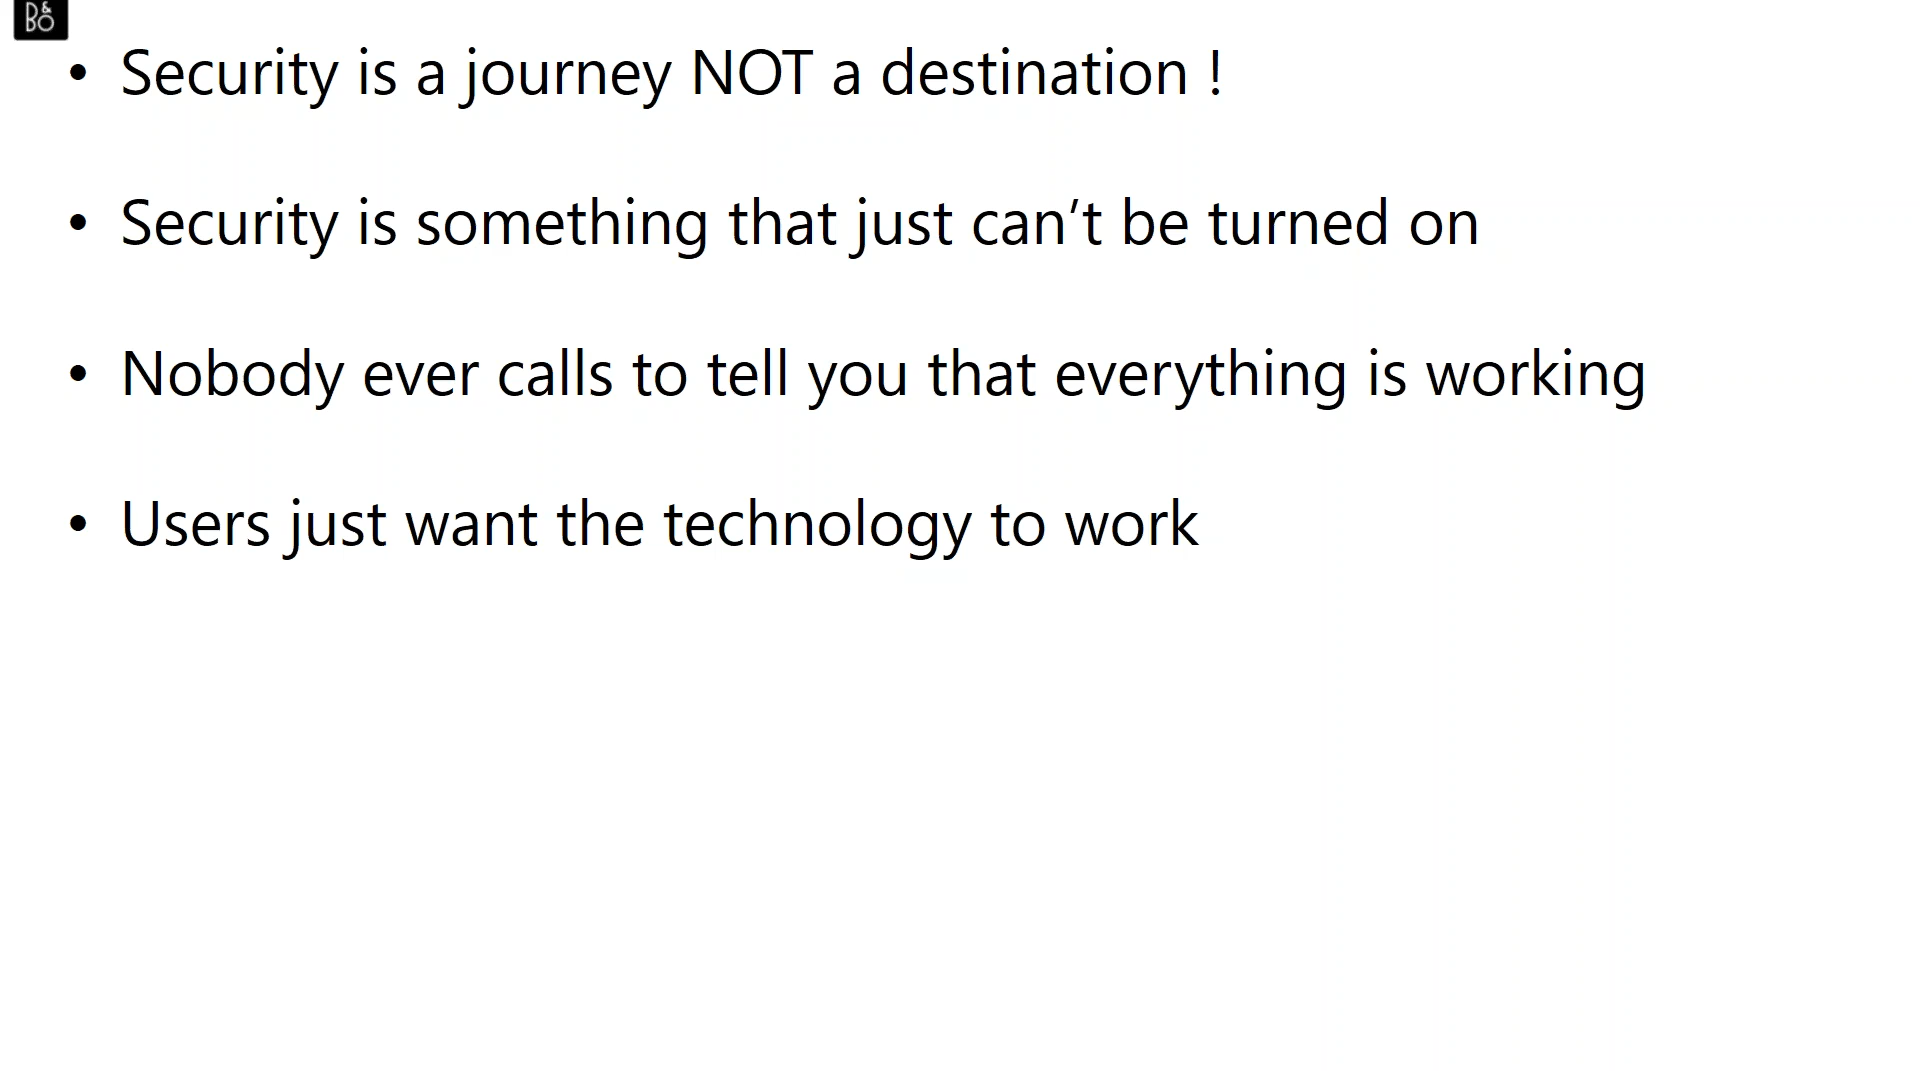 B&O
• Security is a journey NOT a destination !
• Security is something that just can’t be turned on
• Nobody ever calls to tell you that everything is working
• Users just want the technology to work